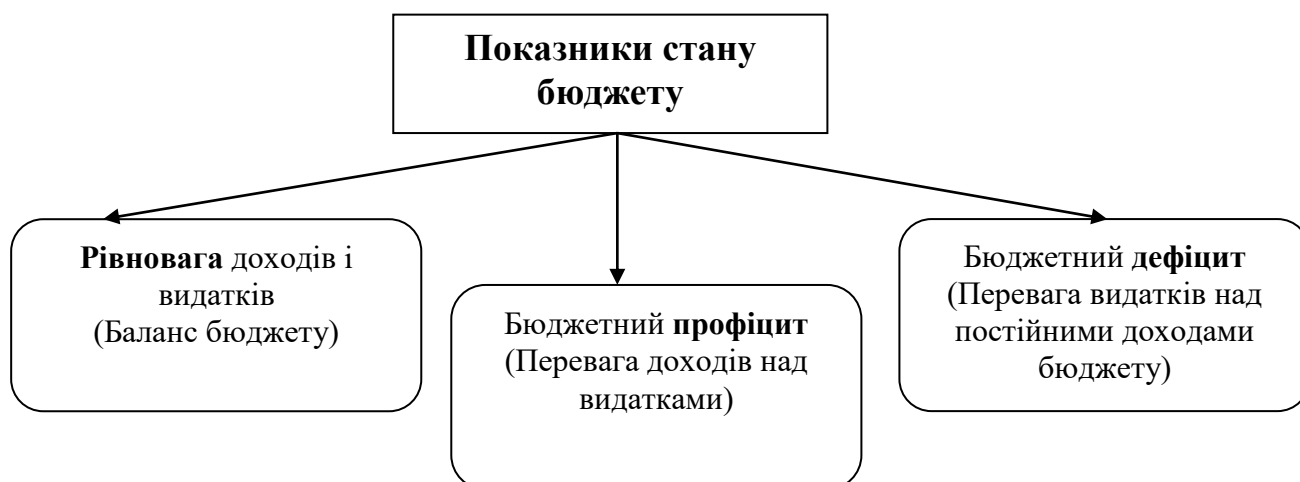 Показники стану
бюджету
Рівновага доходів і
видатків
(Баланс бюджету)
Бюджетний профіцит
(Перевага доходів над
видатками)
Бюджетний дефіцит
(Перевага видатків над
постійними доходами
бюджету)